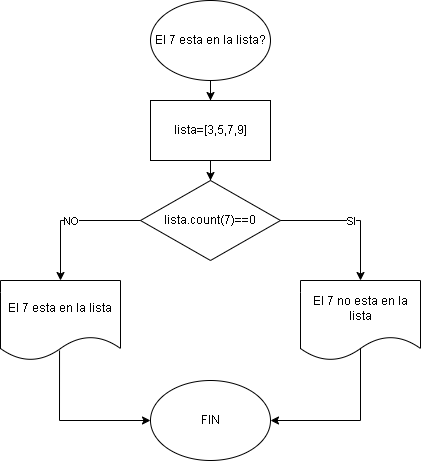 El 7 esta en la lista?
lista=[3,5,7,9]
lista.count(7)==0
NO
SI
El 7 esta en la lista
El 7 no esta en la
lista
FIN